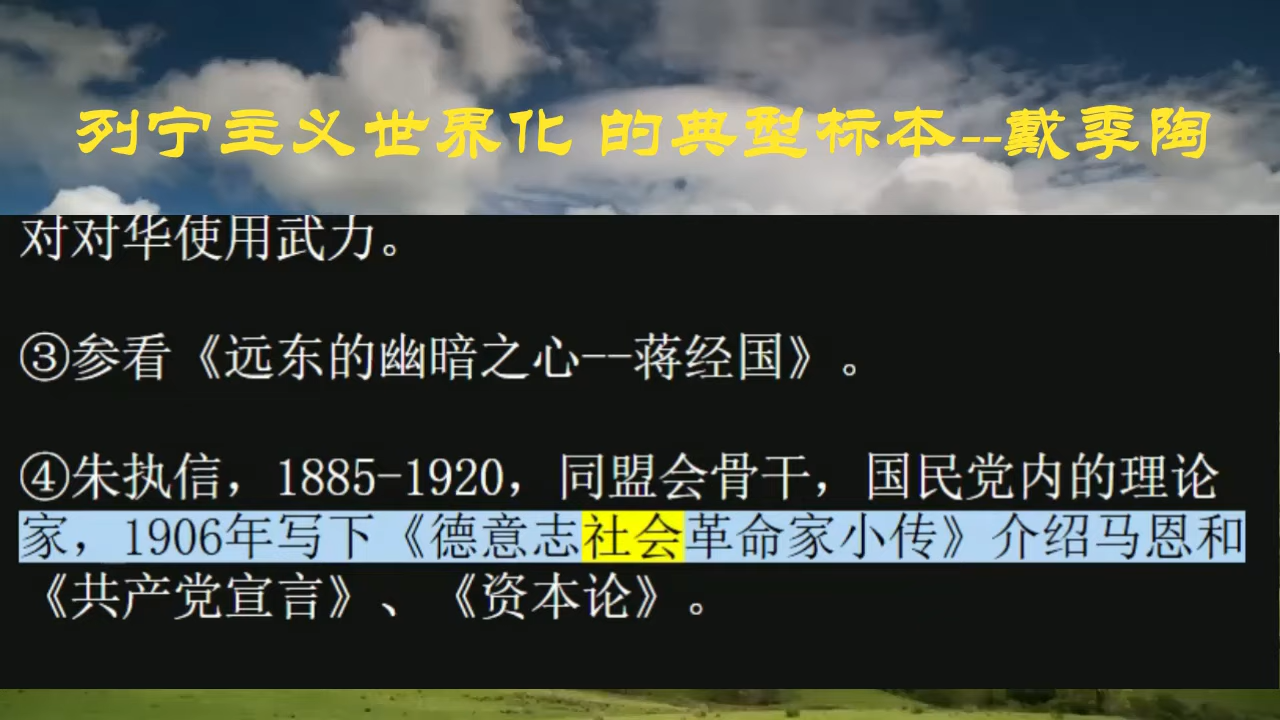 列宁主义世界化 的典型标本--戴季陶
对对华使用武力。
③参看《远东的幽暗之心--蒋经国》。
④朱执信，1885-1920，同盟会骨干，国民党内的理论
家，1906年写下《德意志社会革命家小传》介绍马恩和
《共产党宣言》、《资本论》。